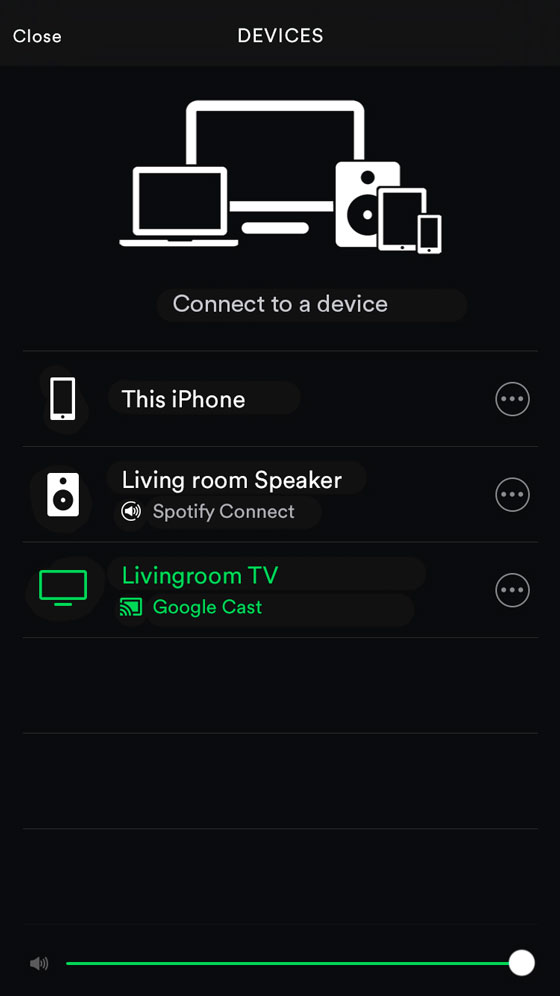 Close
DEVICES
Connect to a device
This iPhone
Living room Speaker
Spotify Connect
Livingroom TV
Google Cast